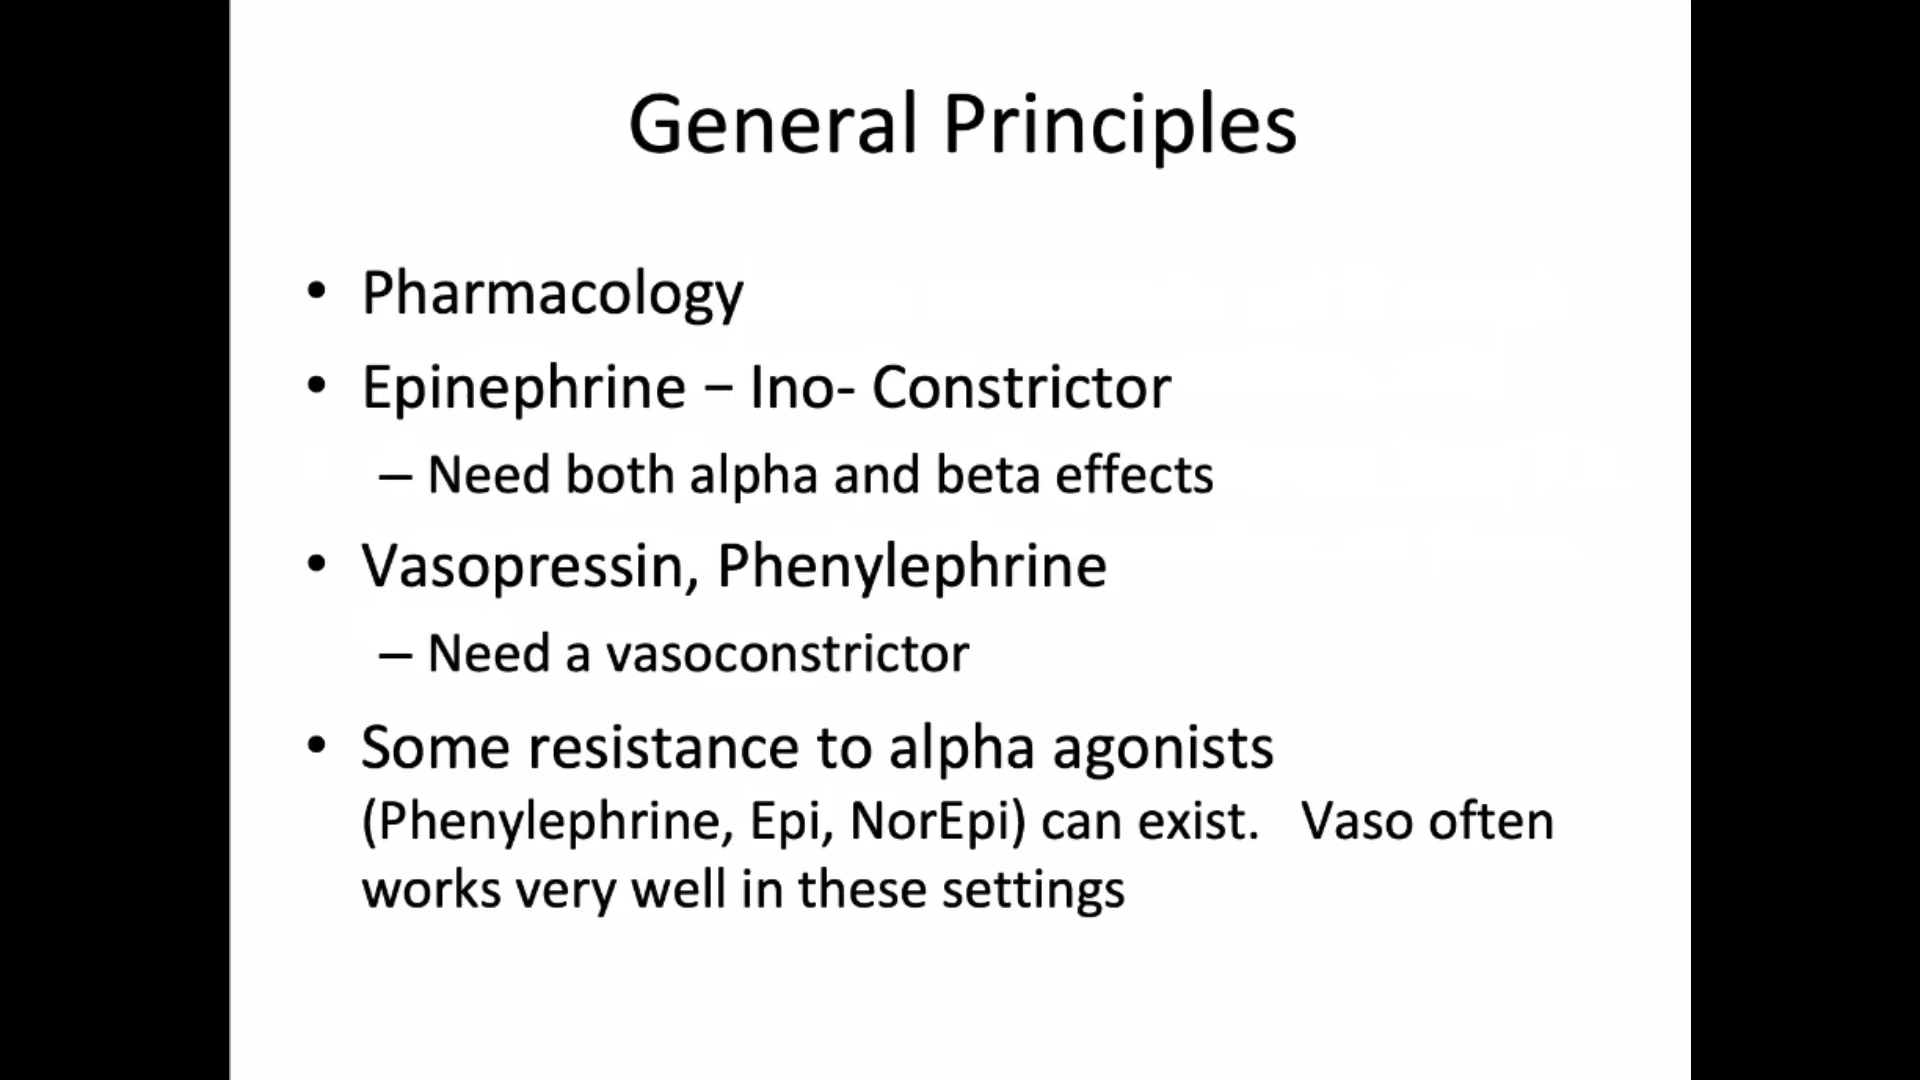 General Principles
• Pharmacology
• Epinephrine – Ino- Constrictor
– Need both alpha and beta effects
• Vasopressin, Phenylephrine
– Need a vasoconstrictor
• Some resistance to alpha agonists
(Phenylephrine, Epi, NorEpi) can exist. Vaso often
works very well in these settings